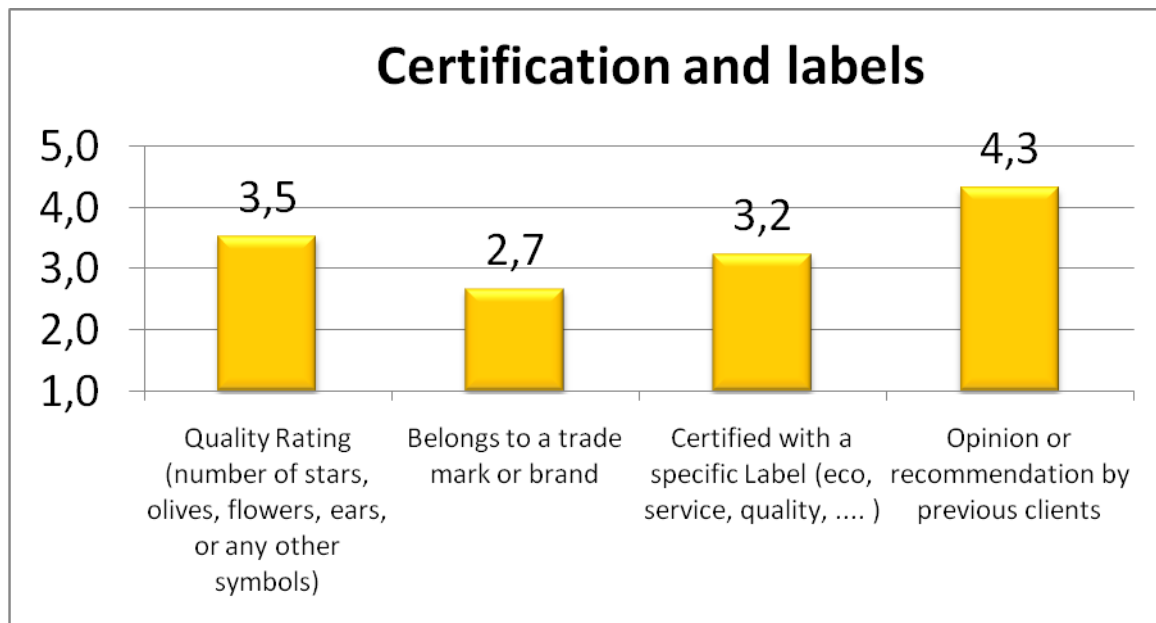 Certification and labels
5,0
4,0
3,0
2,0
1,0
3,5
2,7
3,2
4,3
Quality Rating
(number of stars,
olives, flowers, ears,
or any other
symbols)
Belongs to a trade
mark or brand
Certified with a
specific Label (eco,
service, quality, .... )
Opinion or
recommendation by
previous clients